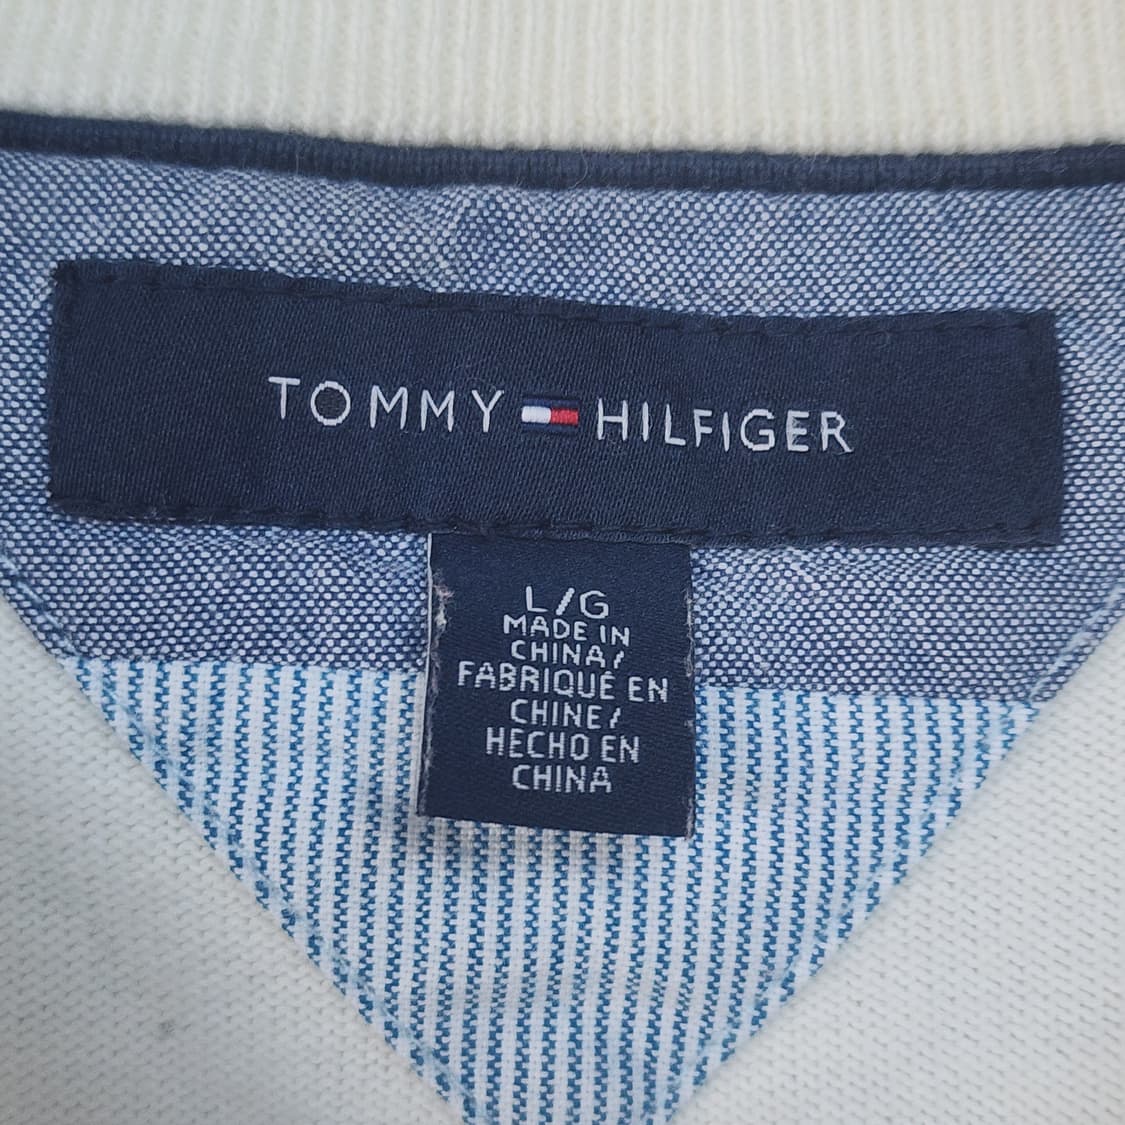 TOMMY HILFIGER
L/G
MADE IN
CHINA/
FABRIQUÉ EN
CHINE/
HECHO EN
CHINA